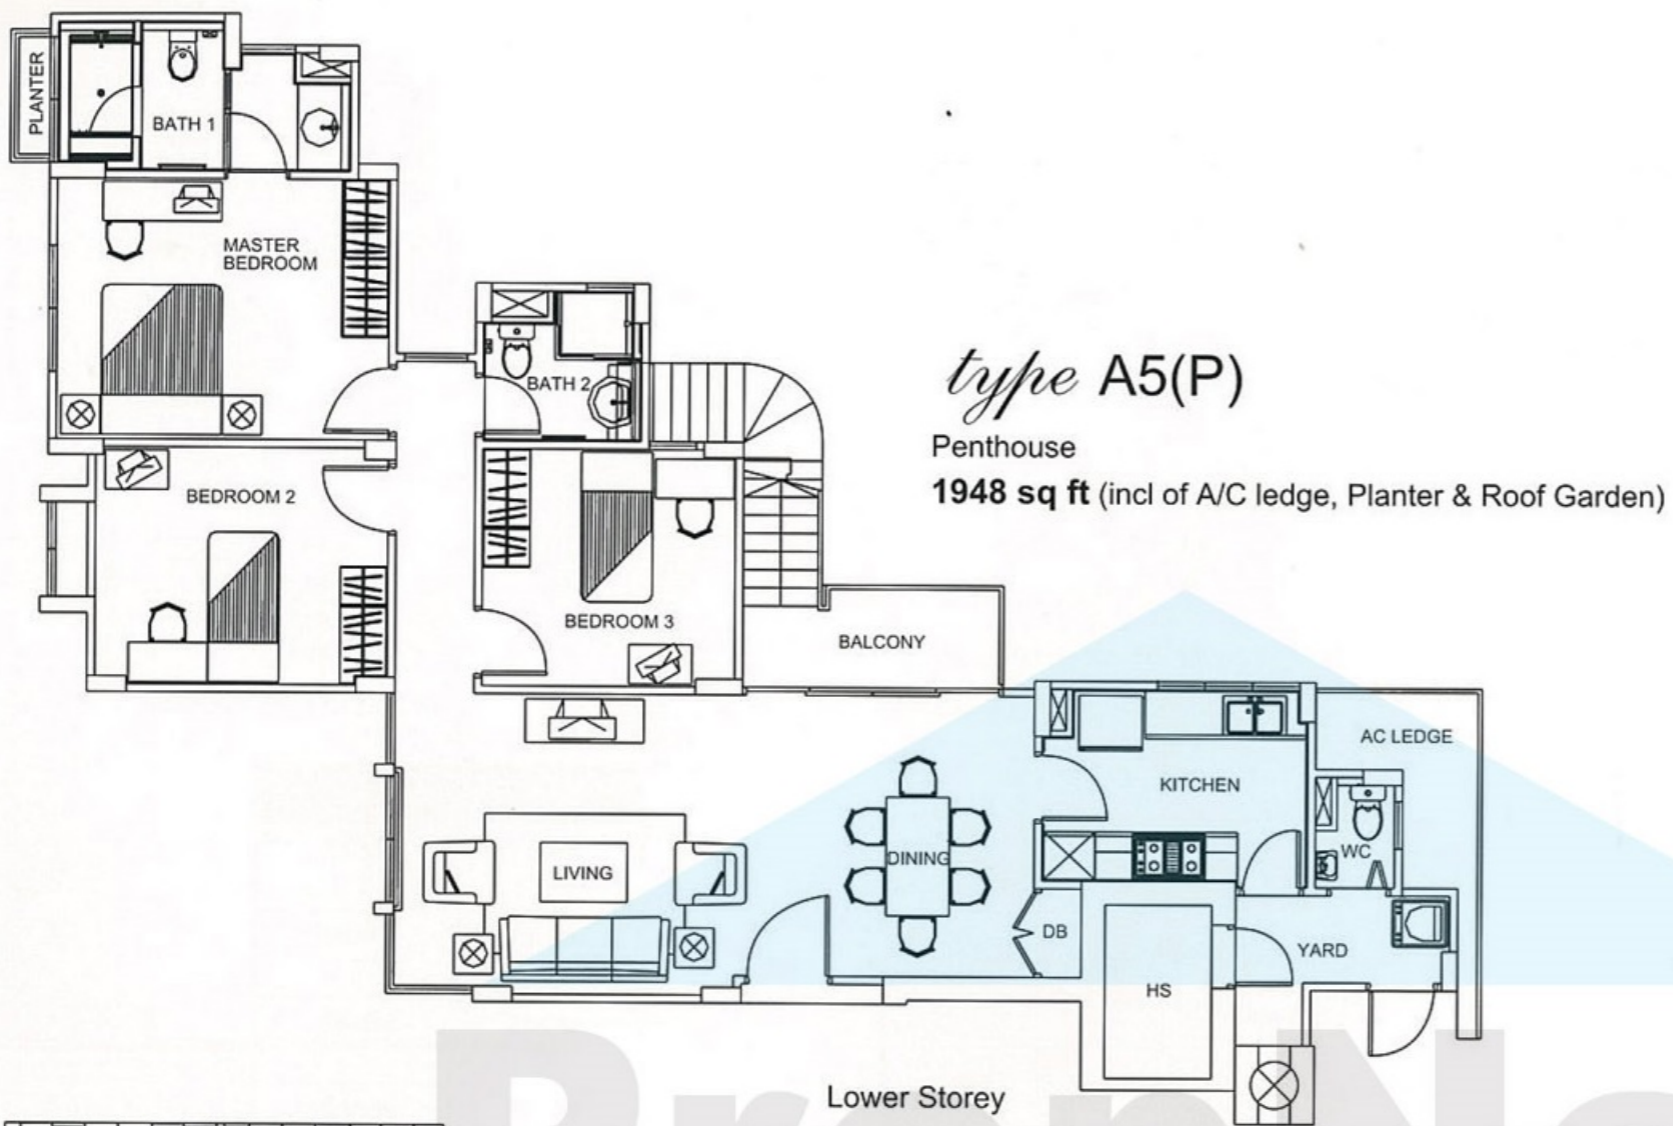 PLANTER
BATH 1
MASTER
BEDROOM
BATH 2
type A5(P)
Penthouse
1948 sq ft (incl of A/C ledge, Planter & Roof Garden)
BEDROOM 2
BEDROOM 3
BALCONY
AC LEDGE
KITCHEN
LIVING
DINING
WC
DB
YARD
HS
Lower Storey